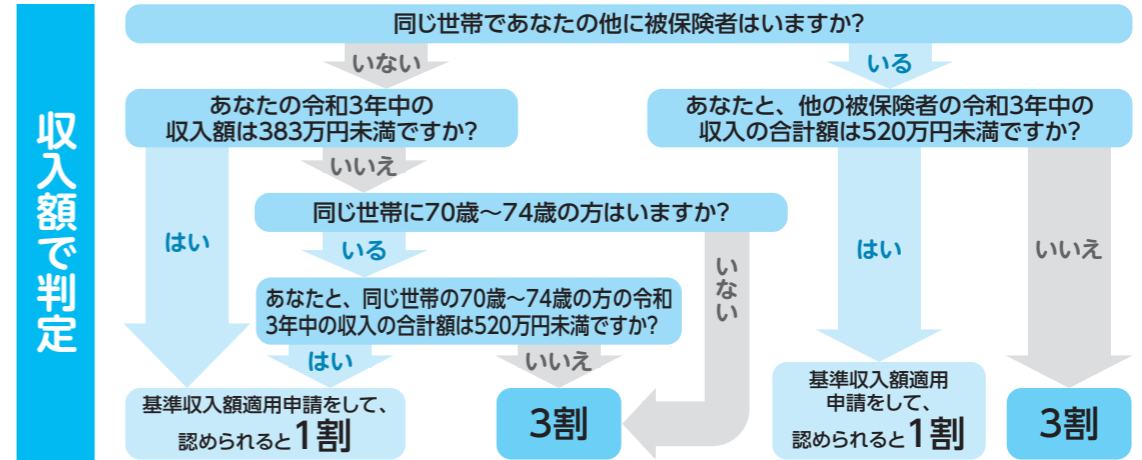 収入額で判定
同じ世帯であなたの他に被保険者はいますか?
いない
いる
あなたの令和3年中の
収入額は383万円未満ですか?
あなたと、他の被保険者の令和3年中の
収入の合計額は520万円未満ですか?
いいえ
同じ世帯に70歳～74歳の方はいますか?
はい
いる
いない
はい
いいえ
あなたと、同じ世帯の70歳～74歳の方の令和
3年中の収入の合計額は520万円未満ですか?
はい
いいえ
基準収入額適用申請をして、
認められると1割
3割
基準収入額適用
申請をして、
認められると1割
3割